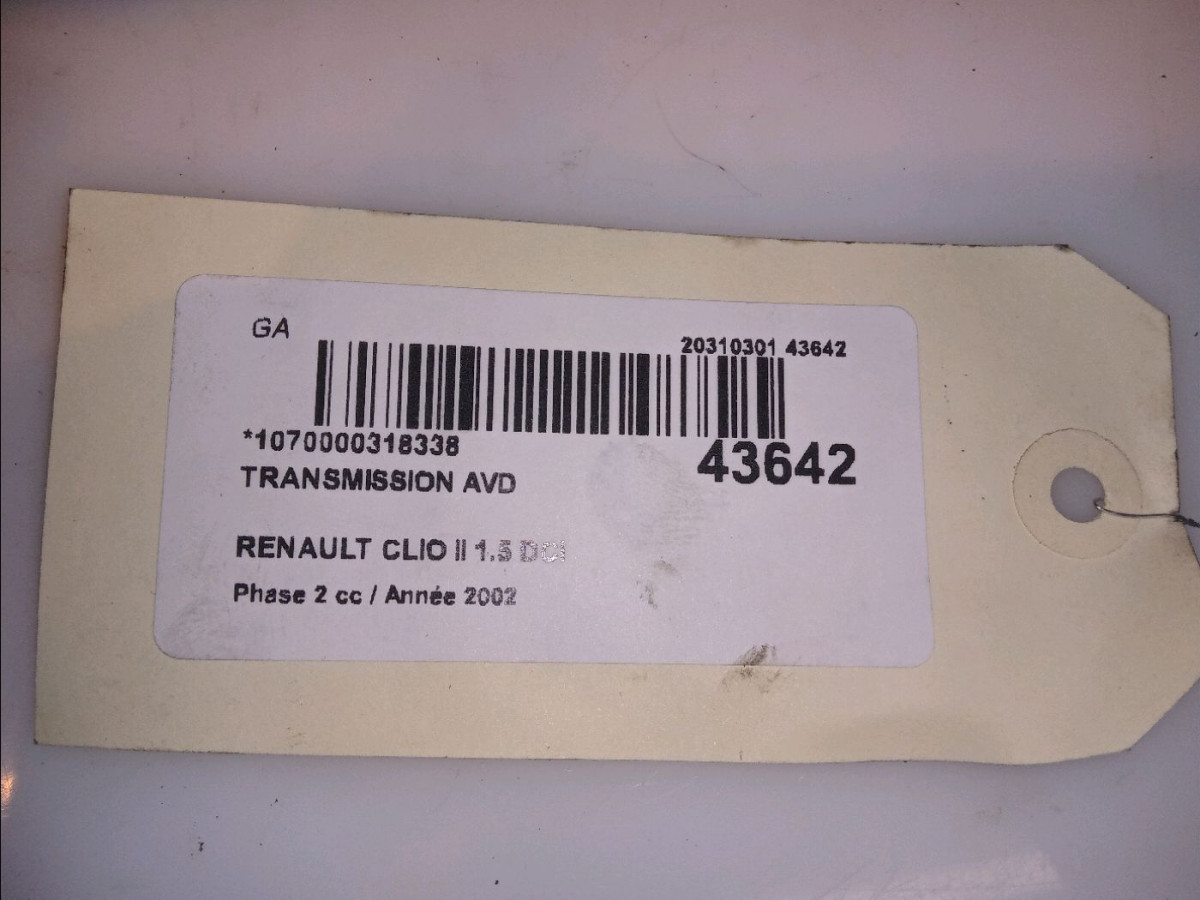 GA
20310301 43642
*1070000318338
43642
TRANSMISSION AVD
RENAULT CLIO II 1.5 DCI
Phase 2 cc / Année 2002